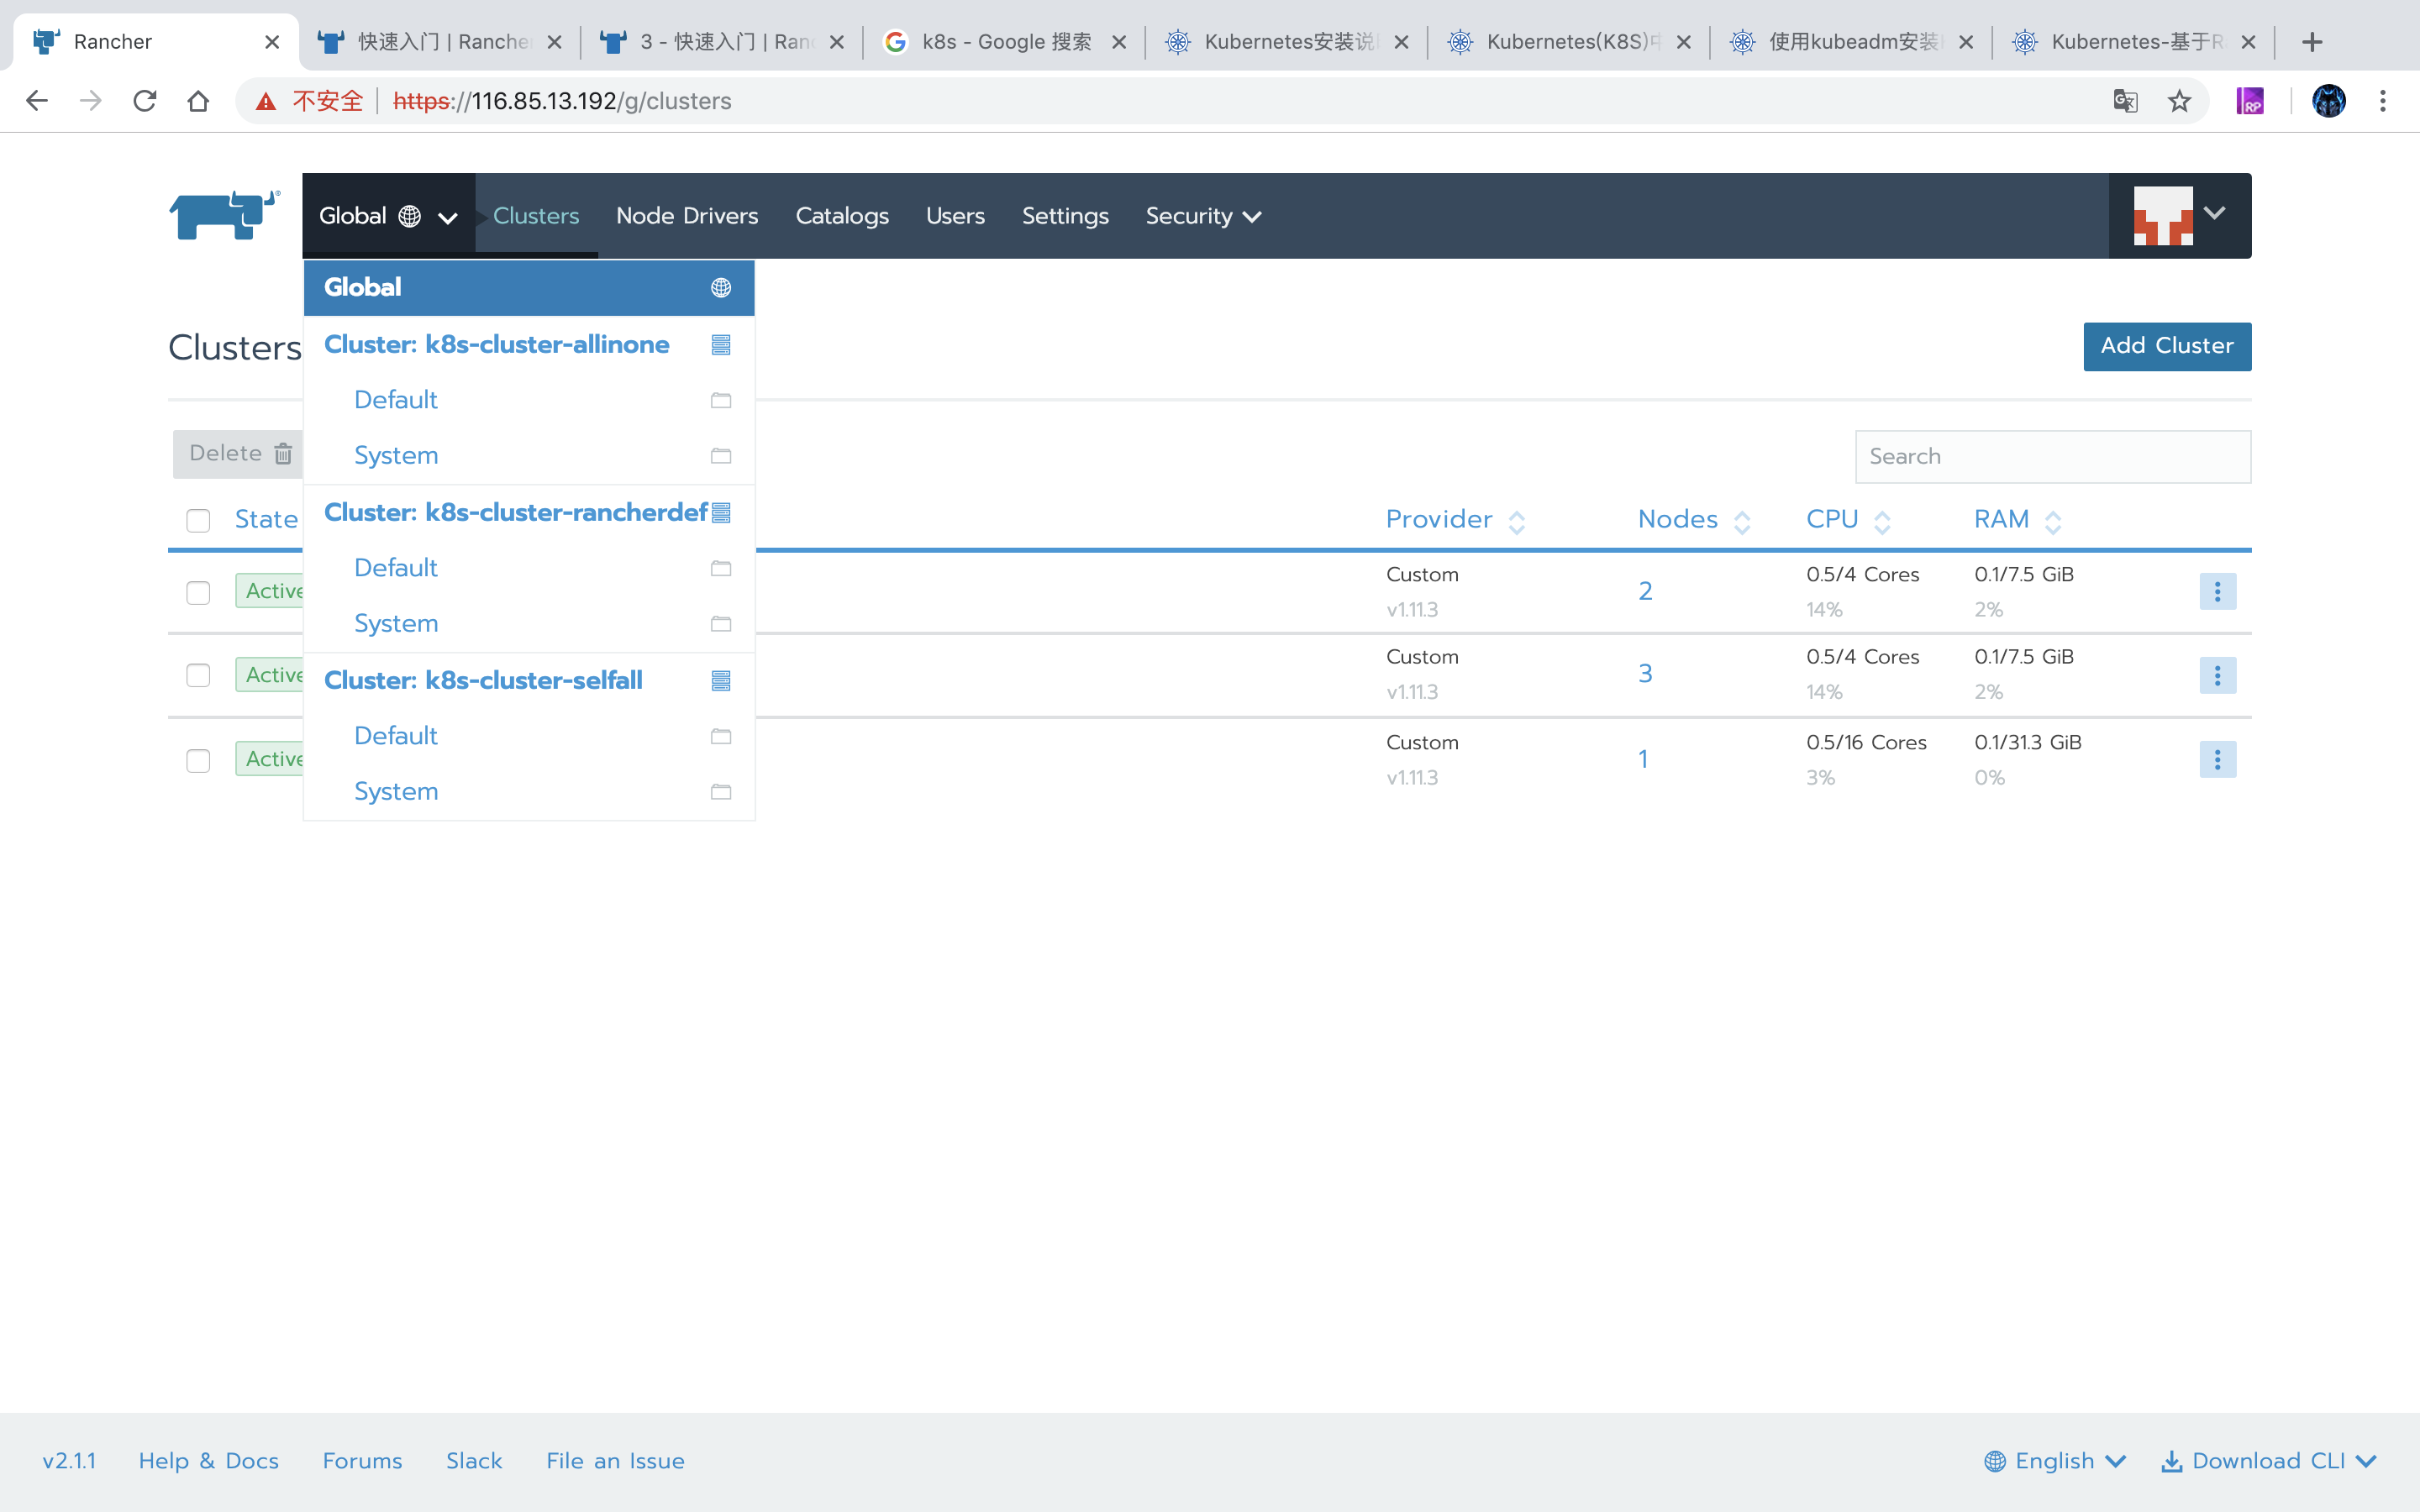 Rancher
快速入门 | Rancher
3 - 快速入门 | Ranc
k8s - Google 搜索
Kubernetes安装说
Kubernetes(K8S)中
使用kubeadm安装
Kubernetes-基于R
不安全
https://116.85.13.192/g/clusters
Global
Clusters
Node Drivers
Catalogs
Users
Settings
Security
Global
Cluster: k8s-cluster-allinone
Default
System
Cluster: k8s-cluster-rancherdef
Default
System
Cluster: k8s-cluster-selfall
Default
System
Clusters
Add Cluster
Delete
Search
State
Provider
Nodes
CPU
RAM
Active
Custom
v1.11.3
2
0.5/4 Cores
14%
0.1/7.5 GiB
2%
Active
Custom
v1.11.3
3
0.5/4 Cores
14%
0.1/7.5 GiB
2%
Active
Custom
v1.11.3
1
0.5/16 Cores
3%
0.1/31.3 GiB
0%
v2.1.1
Help & Docs
Forums
Slack
File an Issue
English
Download CLI